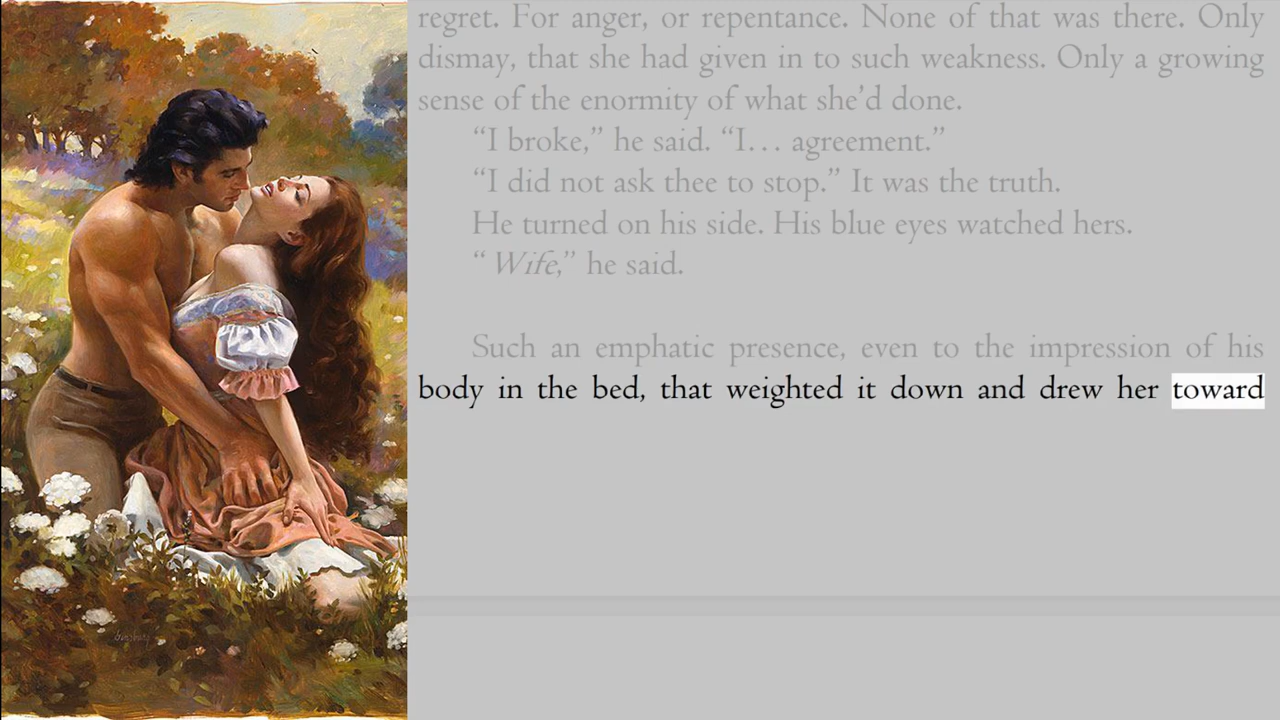 regret. For anger, or repentance. None of that was there. Only
dismay, that she had given in to such weakness. Only a growing
sense of the enormity of what she’d done.
“I broke,” he said. “I… agreement.”
“I did not ask thee to stop.” It was the truth.
He turned on his side. His blue eyes watched hers.
“Wife,” he said.
Such an emphatic presence, even to the impression of his
body in the bed, that weighted it down and drew her toward